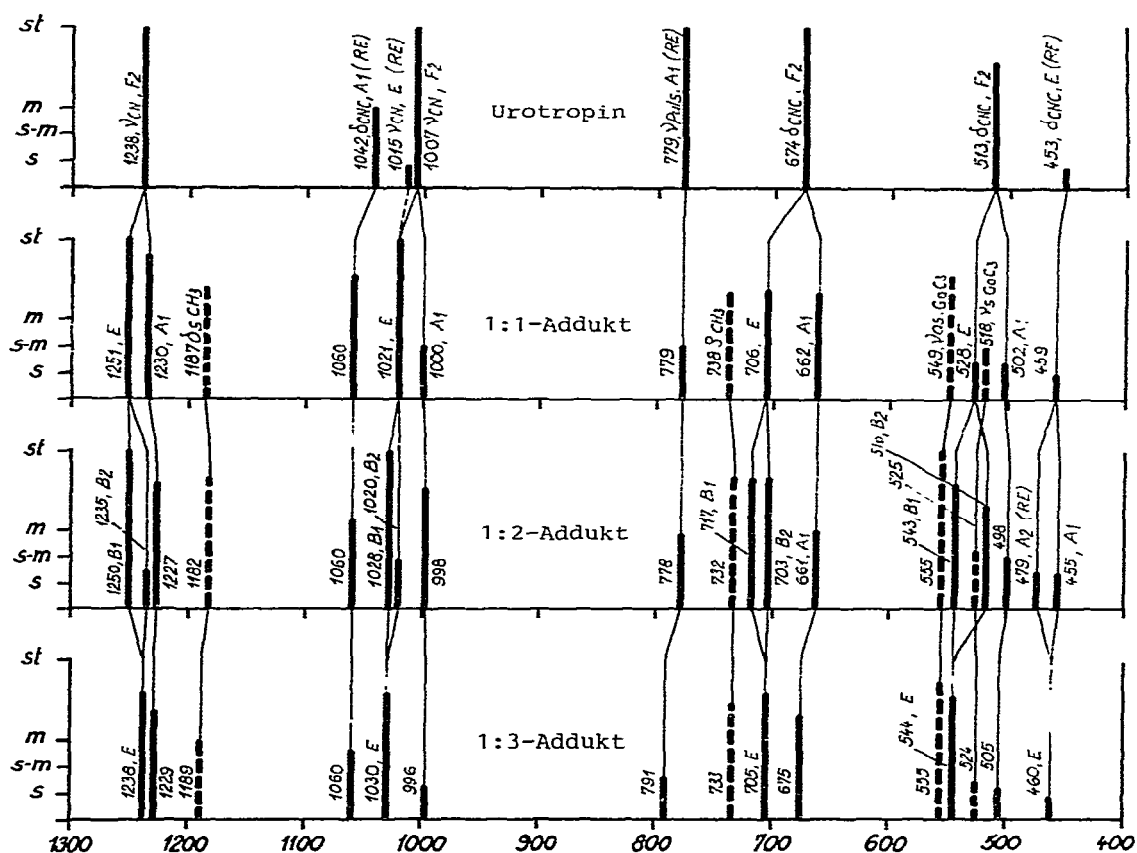 st
m
s-m
s
1238, νCN, F2
1042, δCNC, A1 (RE)
1015 νCN, E (RE)
1007 νCN, F2
Urotropin
779, νPuls, A1 (RE)
674 δCNC, F2
513, δCNC, F2
453, δCNC, E (RE)
st
m
s-m
s
1251, E
1230, A1
1187 δs CH3
1060
1021, E
1000, A1
1:1-Addukt
779
738 ρ CH3
706, E
662, A1
549, νas. GaC3
528, E
518, νs GaC3
502, A1
459
st
m
s-m
s
1250, B1
1235, B2
1227
1182
1060
1028, B1
1020, B2
998
1:2-Addukt
778
732
717, B1
703, B2
661, A1
555
543, B1
525
510, B2
498
479, A2 (RE)
455, A1
st
m
s-m
s
1238, E
1229
1189
1060
1030, E
996
1:3-Addukt
791
733
705, E
675
555
544, E
524
505
460, E
1300 1200 1100 1000 900 800 700 600 500 400